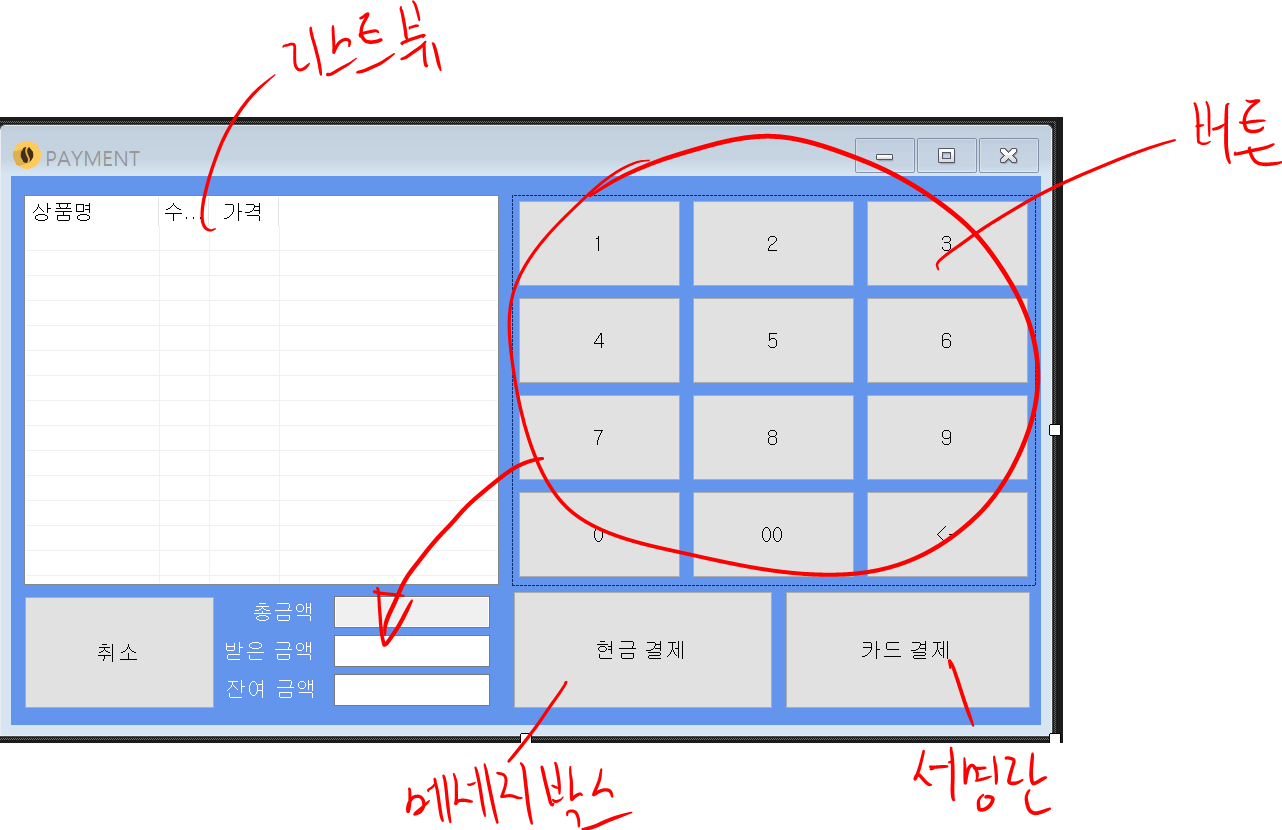 리스트뷰
버튼
PAYMENT
상품명 수... 가격
1 2 3
4 5 6
7 8 9
0 00 <-
총금액
받은 금액
잔여 금액
취소
현금 결제
카드 결제
메세지박스
서명란